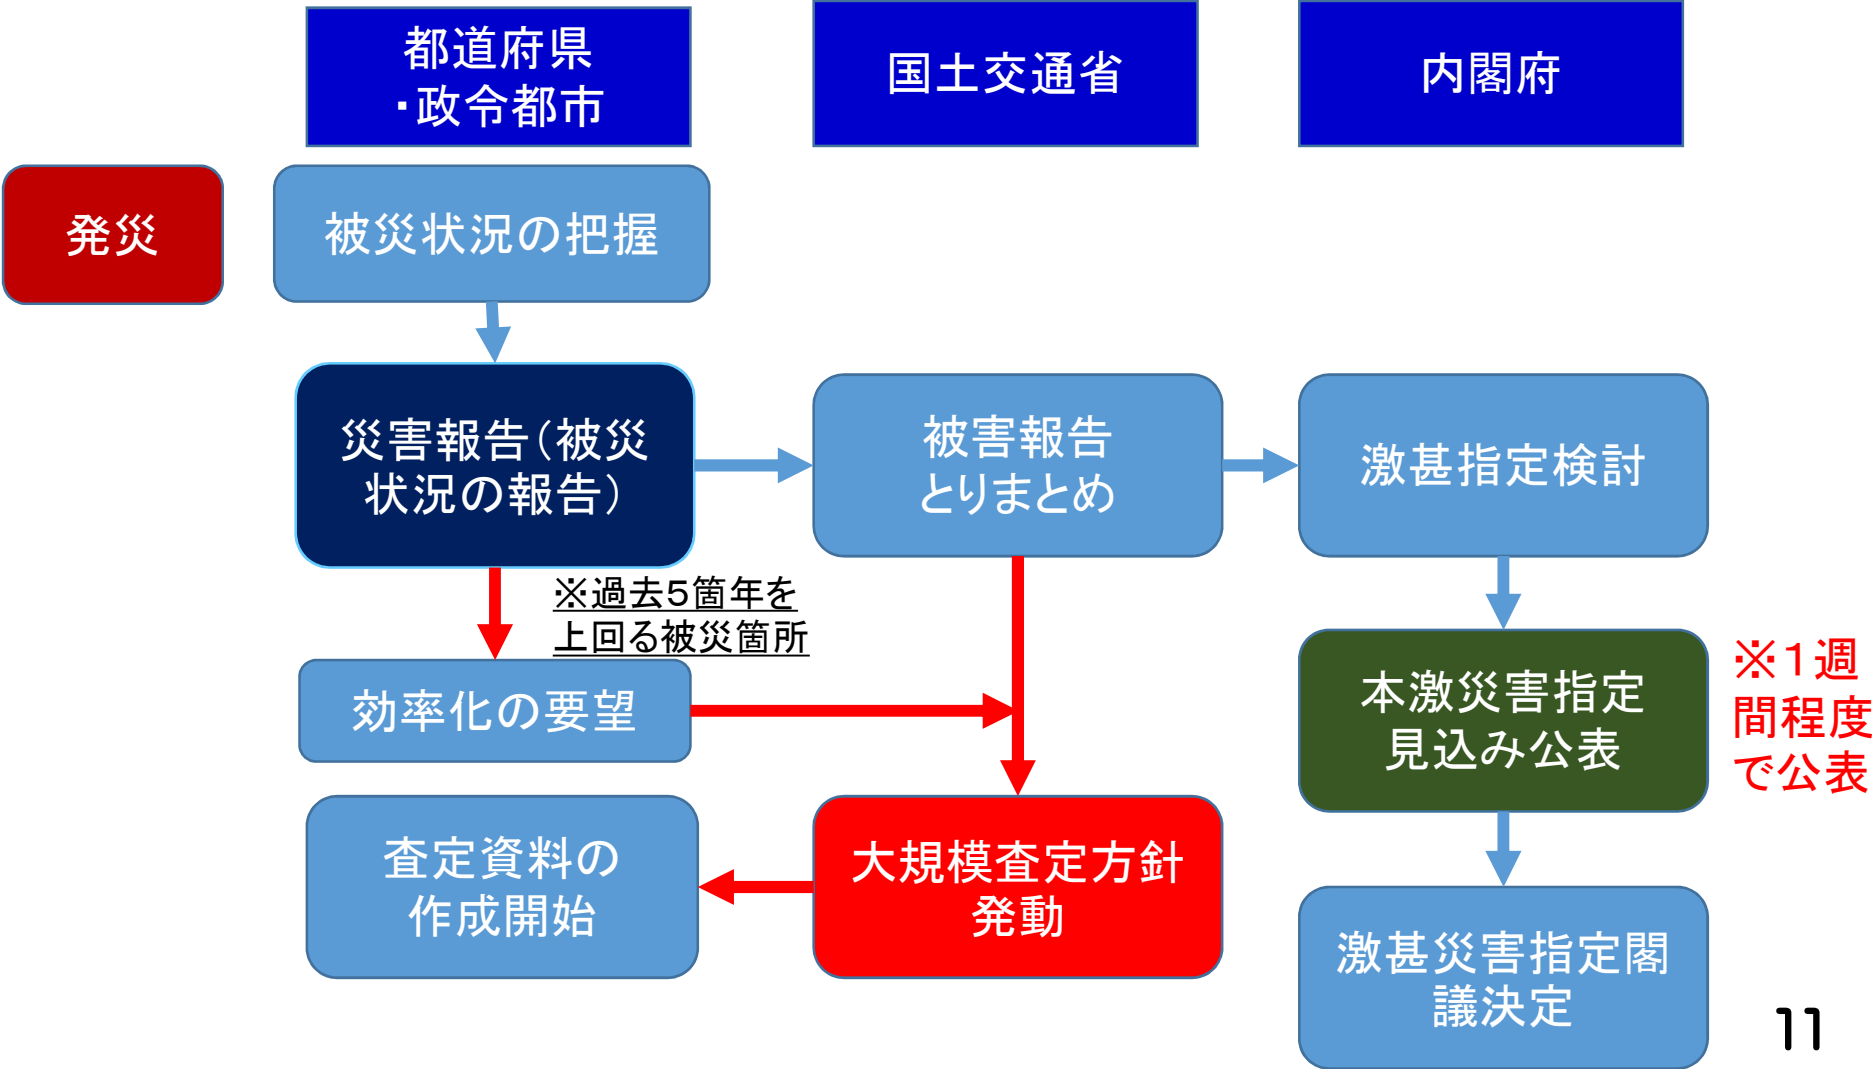 都道府県
・政令都市
国土交通省
内閣府
発災
被災状況の把握
災害報告（被災
状況の報告）
被害報告
とりまとめ
激甚指定検討
※過去５箇年を
上回る被災箇所
効率化の要望
本激災害指定
見込み公表
※１週
間程度
で公表
査定資料の
作成開始
大規模査定方針
発動
激甚災害指定閣
議決定
11